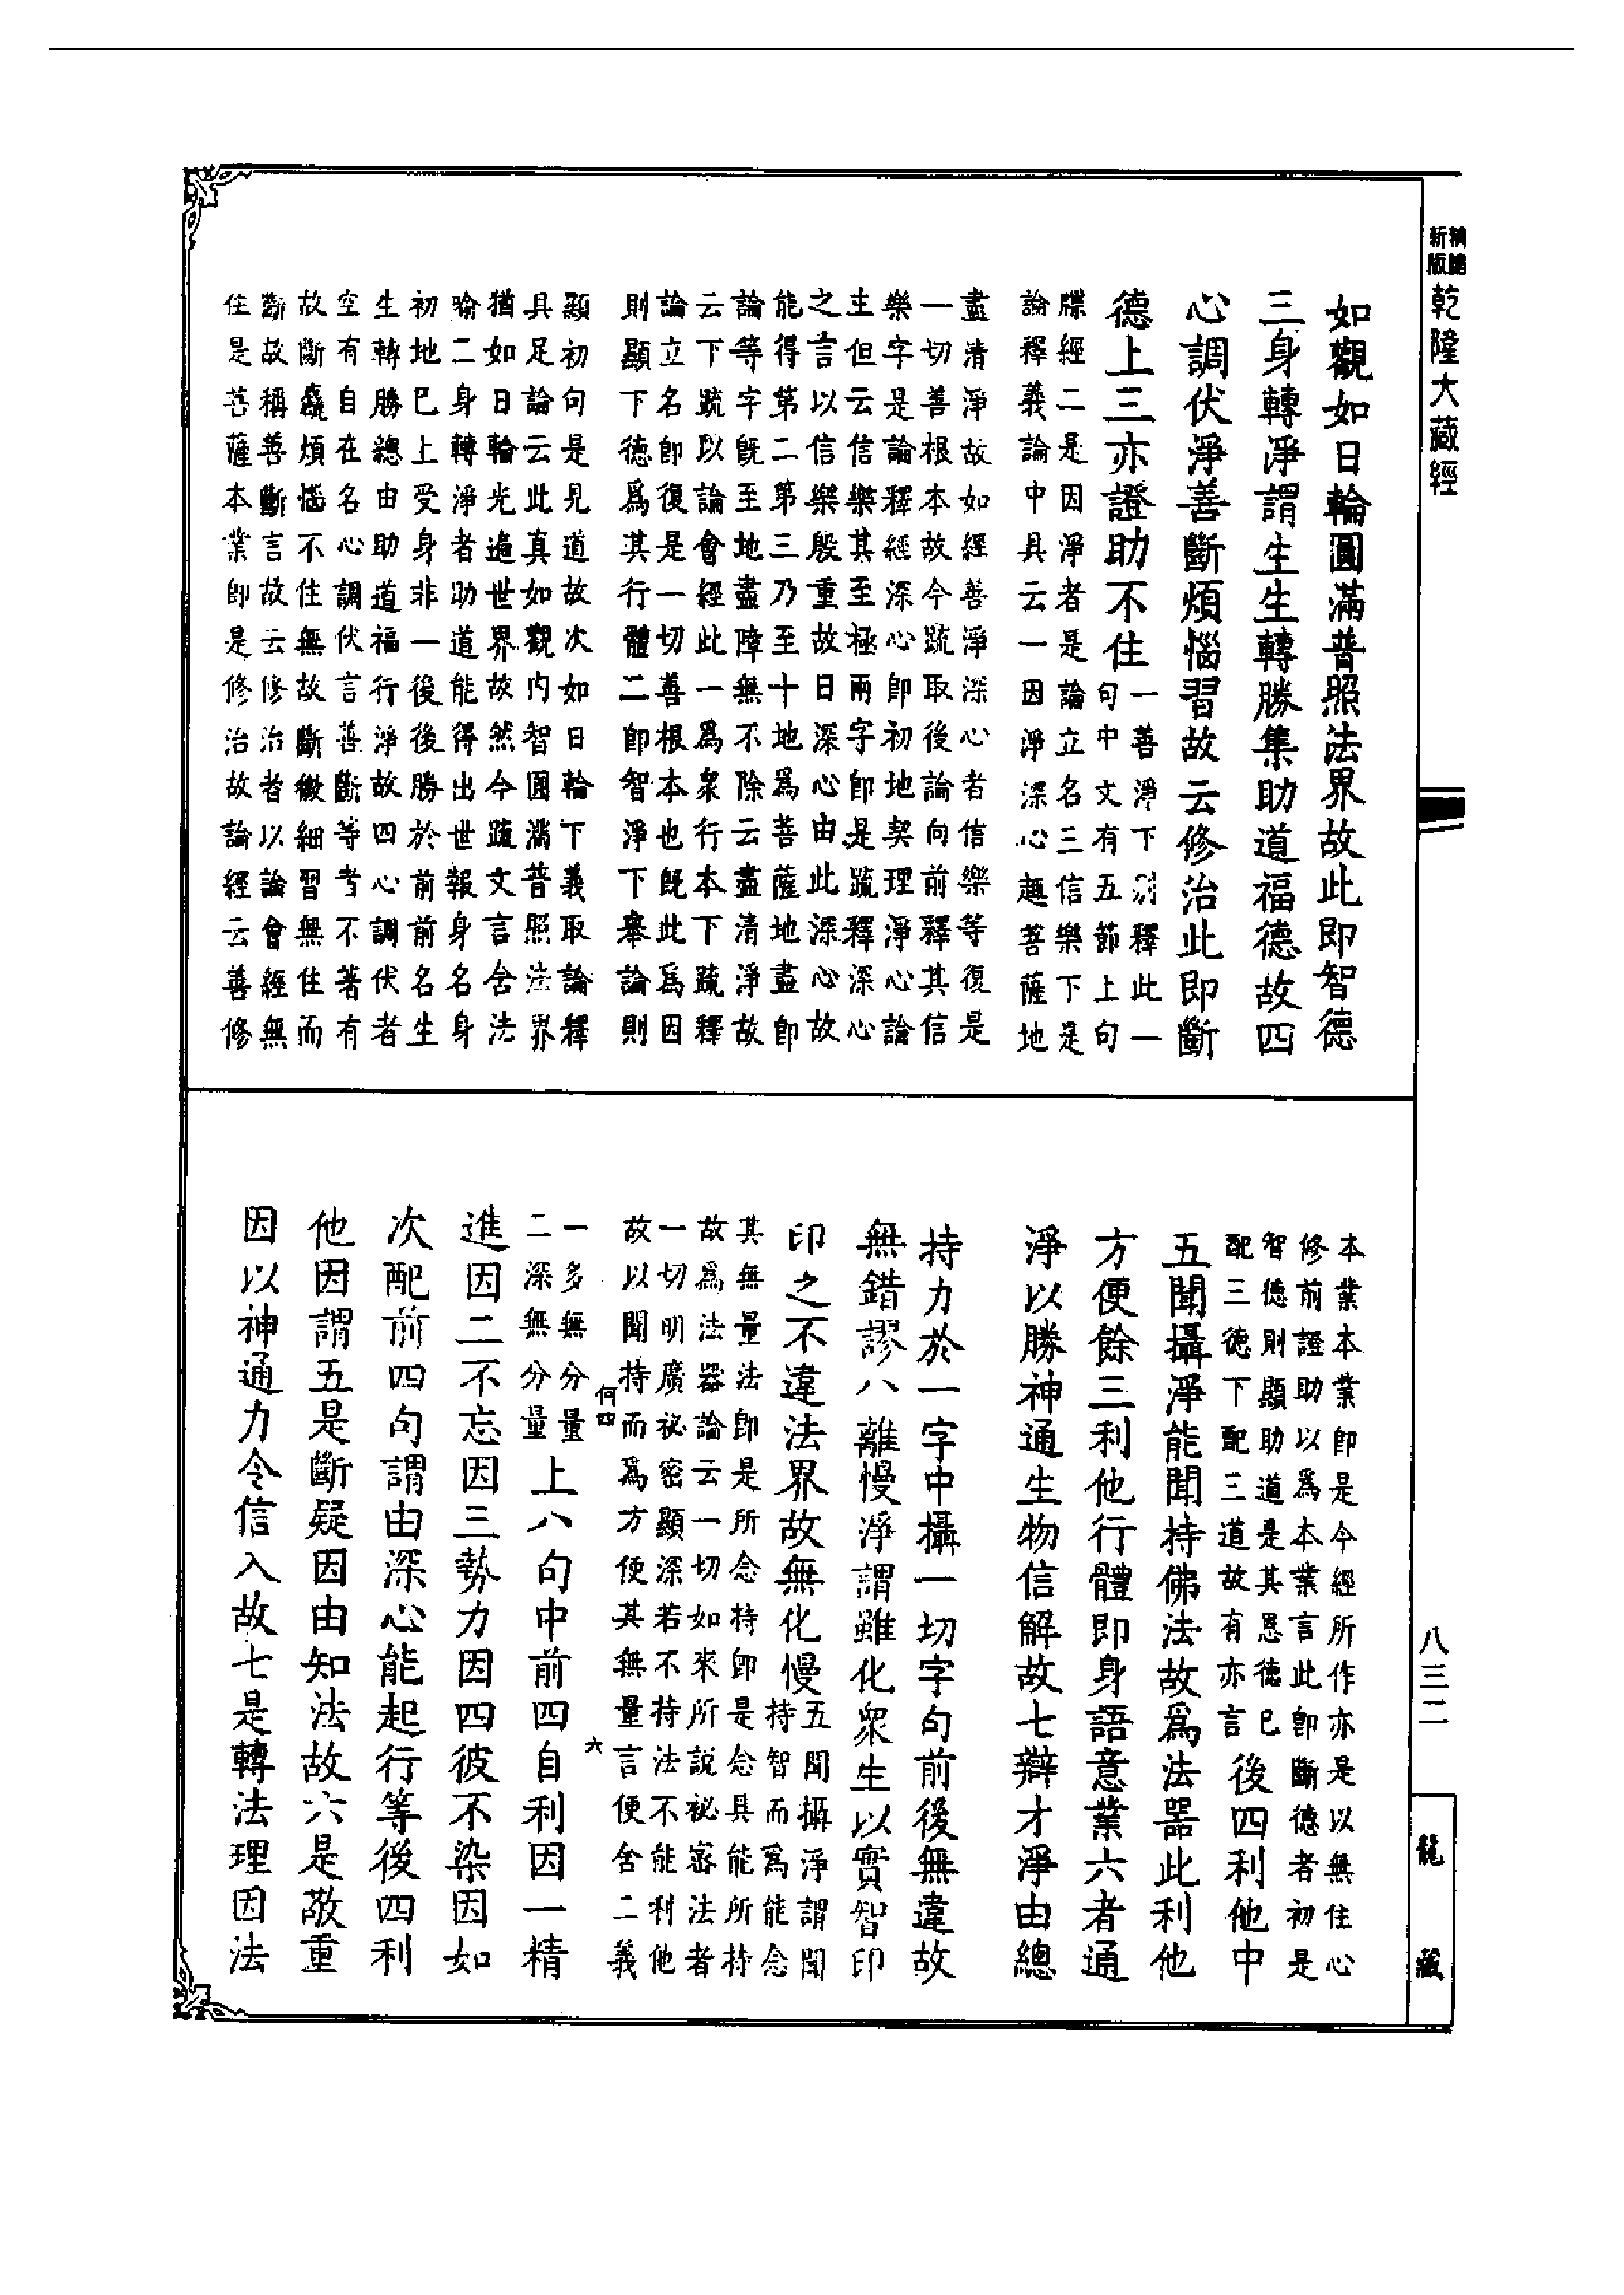 新版精縮乾隆大藏經
如觀如日輪圓滿普照法界故此即智德
三身轉淨謂生生轉勝集助道福德故四
心調伏淨善斷煩惱習故云修治此即斷
德上三亦證助不住一善淨下別釋此一
句中文有五節上句
牒經二是因淨者是論立名三信樂下是
論釋義論中具云一因淨深心趣菩薩地
盡清淨故如經善淨深心者信樂等復是
一切善根本故今疏取後論向前釋其信
樂字是論釋經深心即初地契理淨心論
主但云信樂其至極兩字即是疏釋深心
之言以信樂殷重故曰深心由此深心故
能得第二第三乃至十地爲菩薩地盡即
論等字既至地盡障無不除云盡清淨故
云下疏以論會經此一爲衆行本下疏釋
論立名即復是一切善根本也既此爲因
則顯下德爲其行體二即智淨下舉論則
顯初句是見道故次如日輪下義取論釋
具足論云此真如觀內智圓滿普照法界
猶如日輪光遍世界故然今疏文言含法
喻二身轉淨者助道能得出世報身名身
初地已上受身非一後後勝於前前名生
生轉勝總由助道福行淨故四心調伏者
空有自在名心調伏言善斷等者不著有
故斷麤煩惱不住無故斷微細習無住而
斷故稱善斷言故云修治者以論會經無
住是菩薩本業即是修治故論經云善修
本業本業即是今經所作亦是以無住心
修前證助以爲本業言此即斷德者初是
智德則顯助道是其恩德已
配三德下配三道故有亦言後四利他中
五聞攝淨能聞持佛法故爲法器此利他
方便餘三利他行體即身語意業六者通
淨以勝神通生物信解故七辯才淨由總
持力於一字中攝一切字句前後無違故
無錯謬八離慢淨謂雖化衆生以實智印
印之不違法界故無化慢五聞攝淨謂聞
持智而爲能念
其無量法即是所念持即是念具能所持
故爲法器論云一切如來所說祕密法者
一切明廣祕密顯深若不持法不能利他
故以聞持而爲方便其無量言便含二義
何四
六
一多無分量
二深無分量上八句中前四自利因一精
進因二不忘因三勢力因四彼不染因如
次配前四句謂由深心能起行等後四利
他因謂五是斷疑因由知法故六是敬重
因以神通力令信入故七是轉法理因法
八三二
龍藏